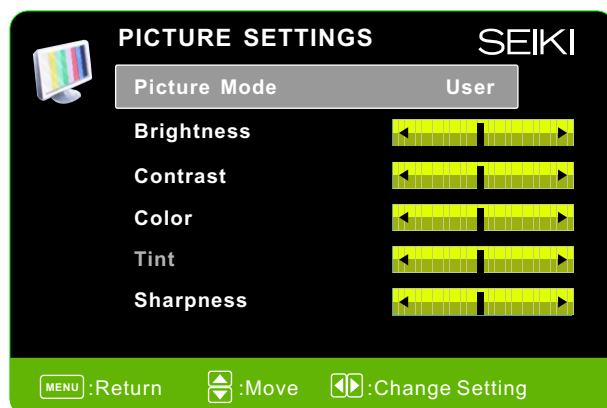 PICTURE SETTINGS SEIKI
Picture Mode User
Brightness
Contrast
Color
Tint
Sharpness
MENU :Return :Move :Change Setting